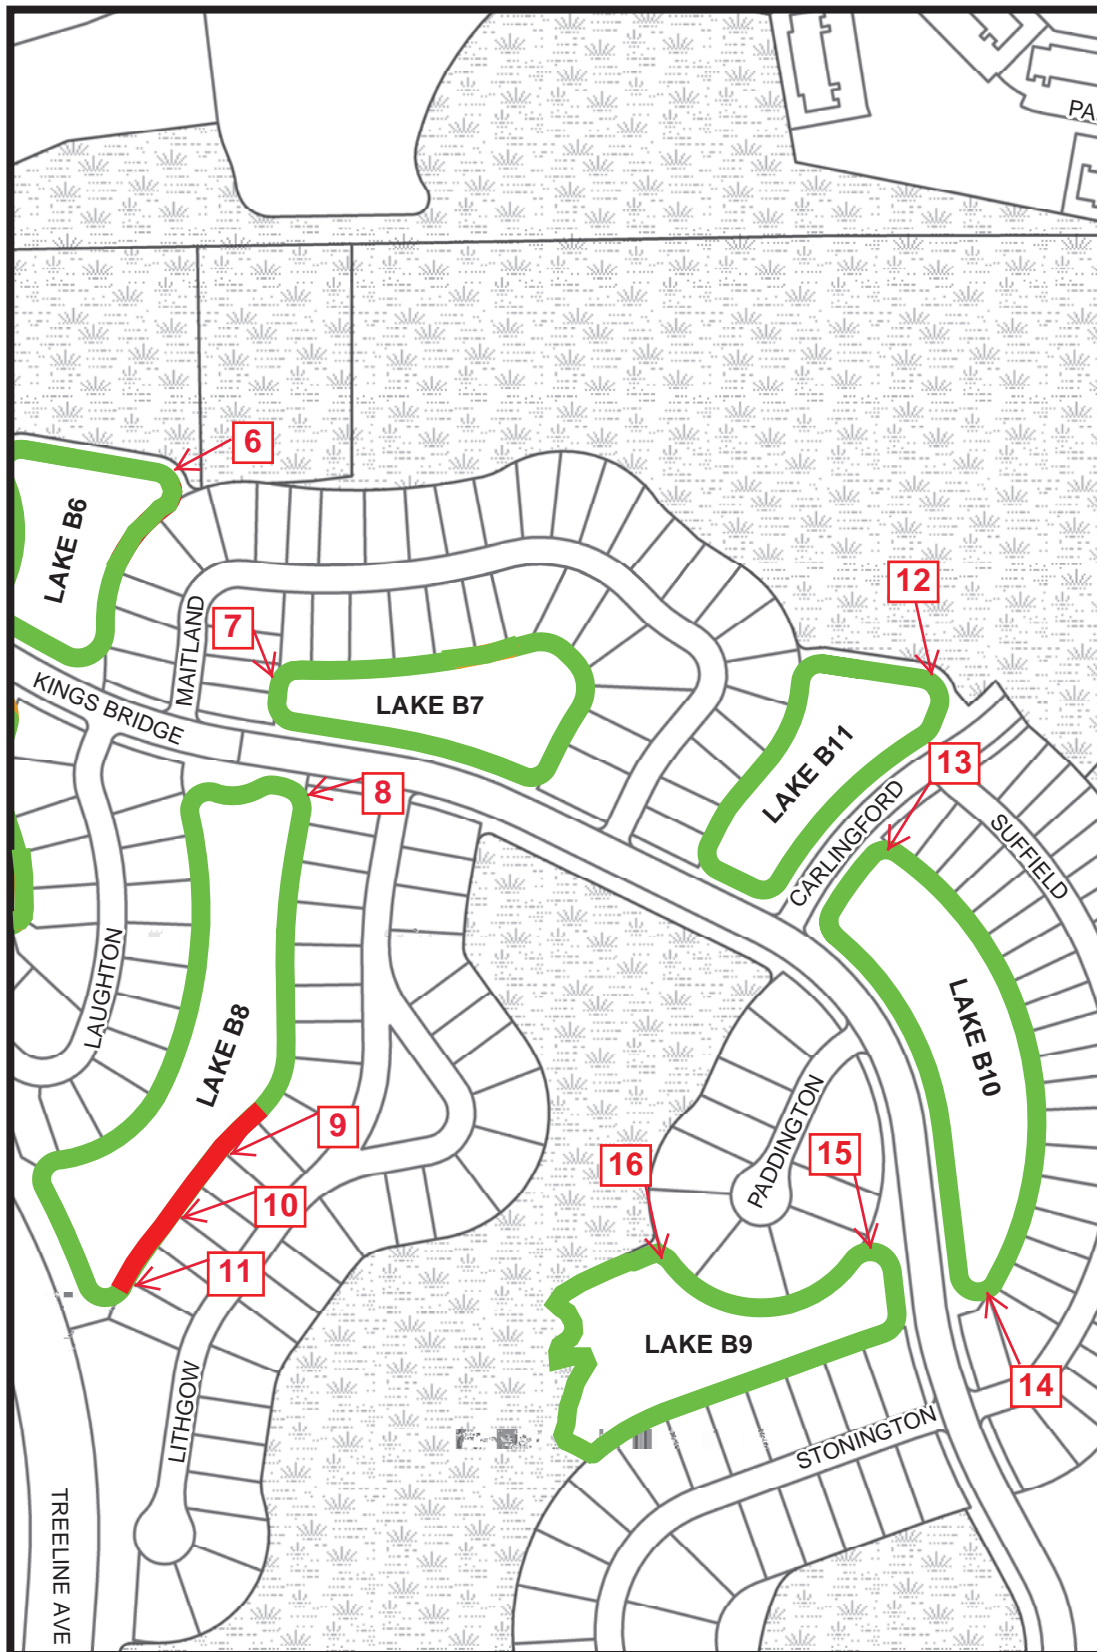 PA
6
LAKE B6
12
7
MAITLAND
LAKE B7
KINGS BRIDGE
LAKE B11
13
8
CARLINGFORD
SUFFIELD
LAUGHTON
LAKE B8
LAKE B10
9
PADDINGTON
15
16
10
11
LAKE B9
14
LITHGOW
STONINGTON
TREELINE AVE